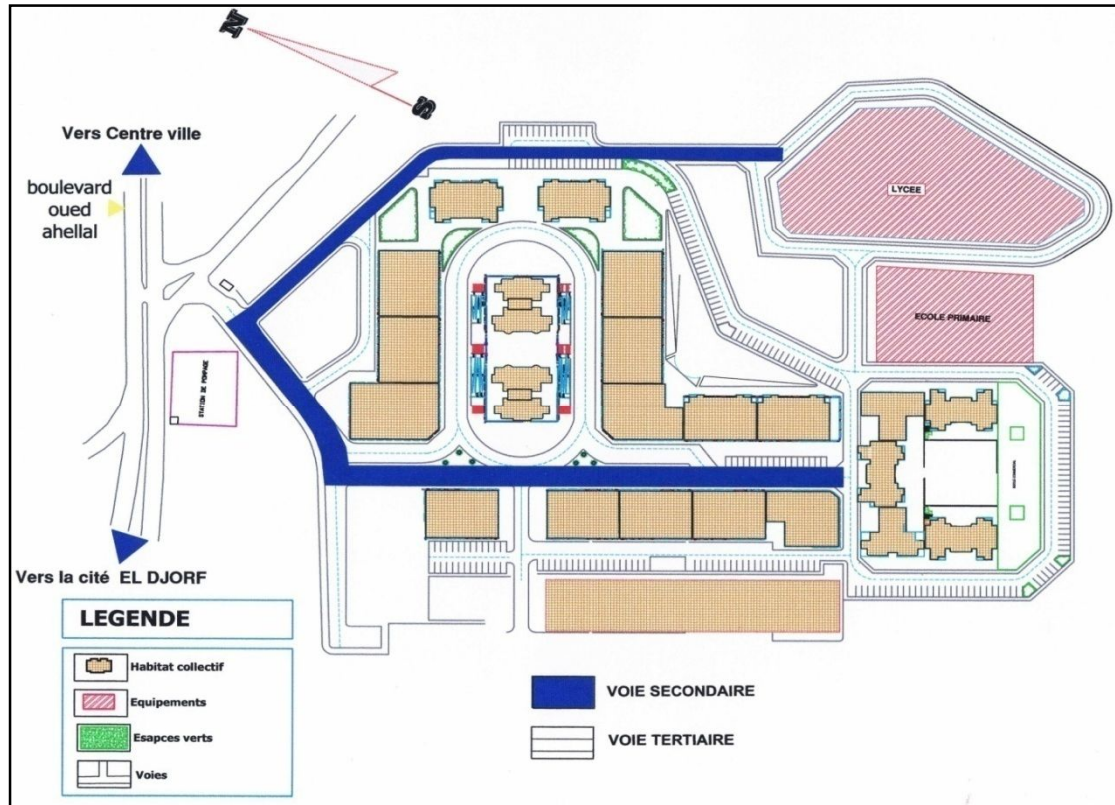 N
S
Vers Centre ville
boulevard
oued
ahellal
LYCEE
ECOLE PRIMAIRE
STATION DE POMPAGE
Vers la cité EL DJORF
LEGENDE
Habitat collectif
Equipements
Esapces verts
Voies
VOIE SECONDAIRE
VOIE TERTIAIRE